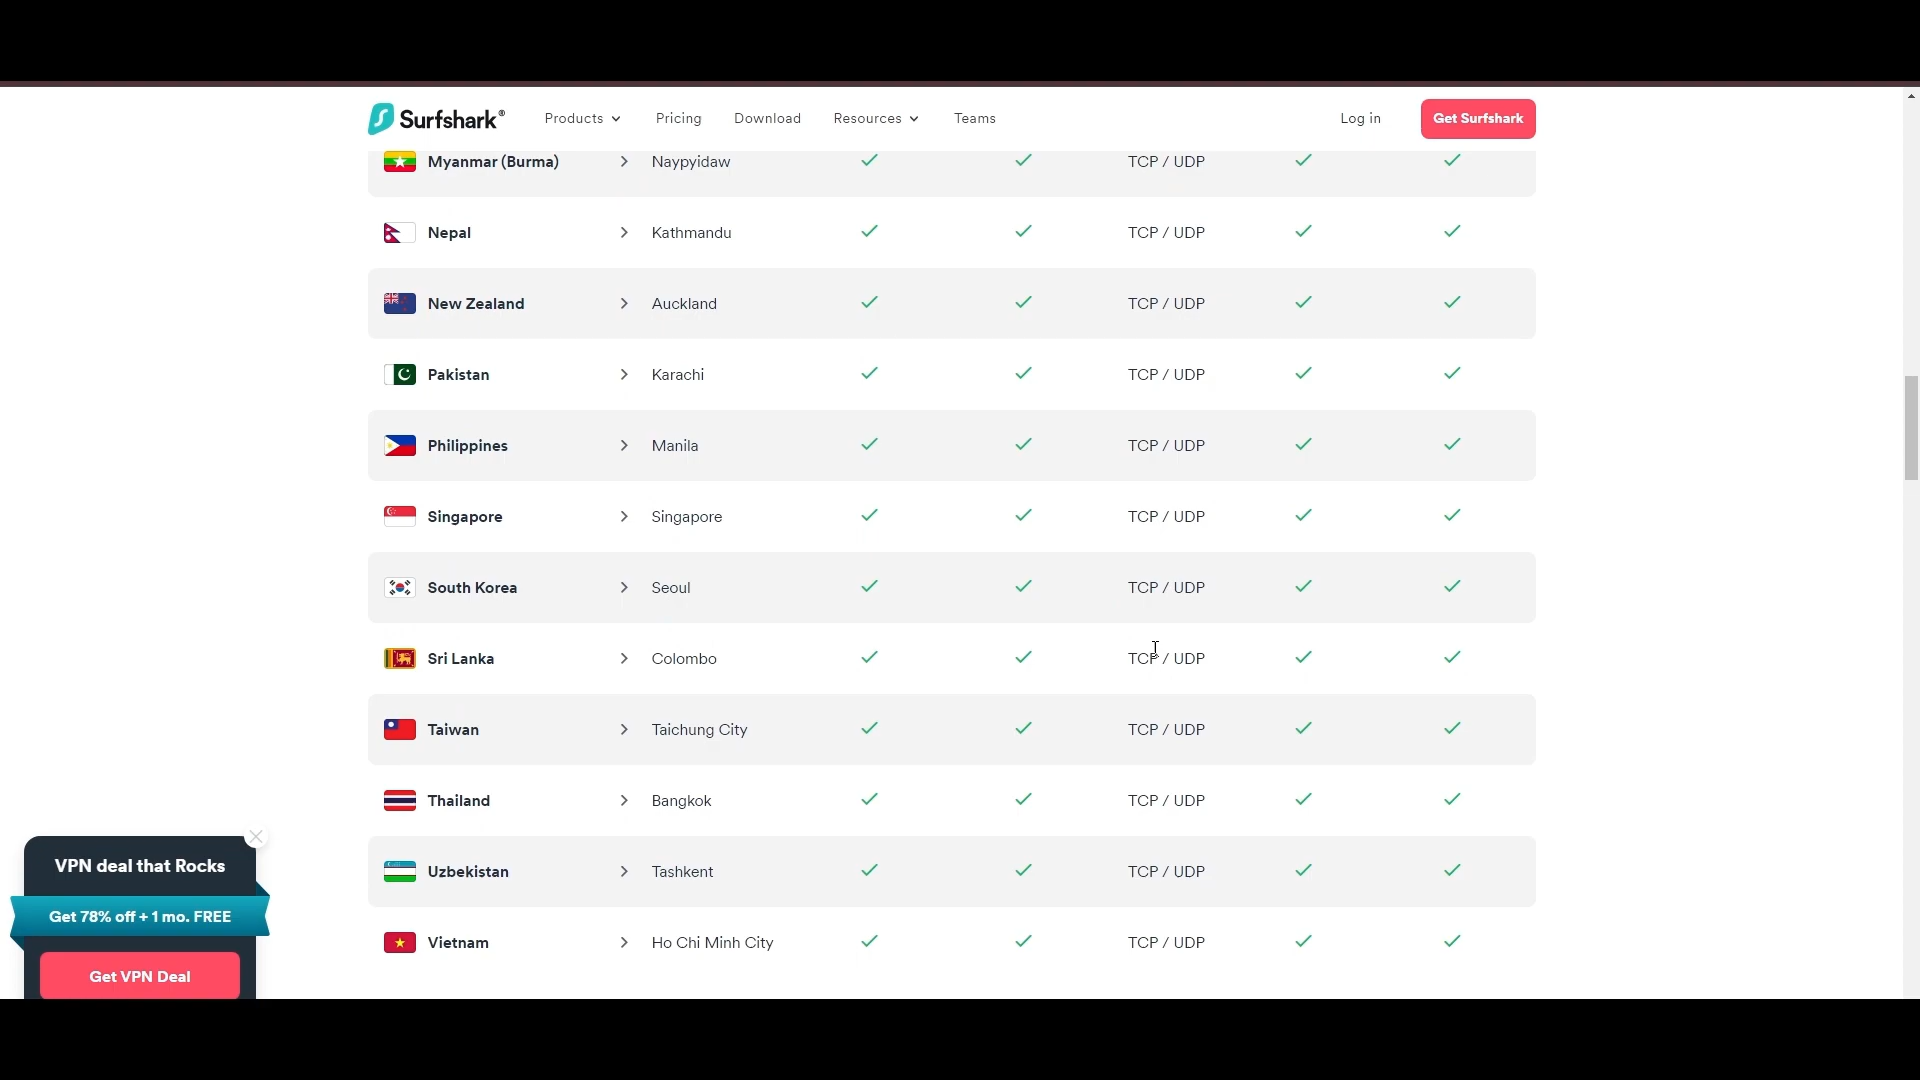 Surfshark® Products Pricing Download Resources Teams Log in Get Surfshark
Myanmar (Burma) Naypyidaw TCP / UDP
Nepal Kathmandu TCP / UDP
New Zealand Auckland TCP / UDP
Pakistan Karachi TCP / UDP
Philippines Manila TCP / UDP
Singapore Singapore TCP / UDP
South Korea Seoul TCP / UDP
Sri Lanka Colombo TCP / UDP
Taiwan Taichung City TCP / UDP
Thailand Bangkok TCP / UDP
Uzbekistan Tashkent TCP / UDP
Vietnam Ho Chi Minh City TCP / UDP
VPN deal that Rocks
Get 78% off + 1 mo. FREE
Get VPN Deal